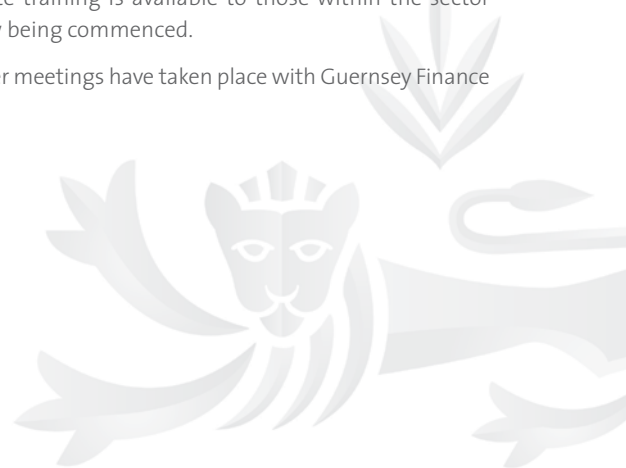 training is available to those within the sector
being commenced.
meetings have taken place with Guernsey Finance